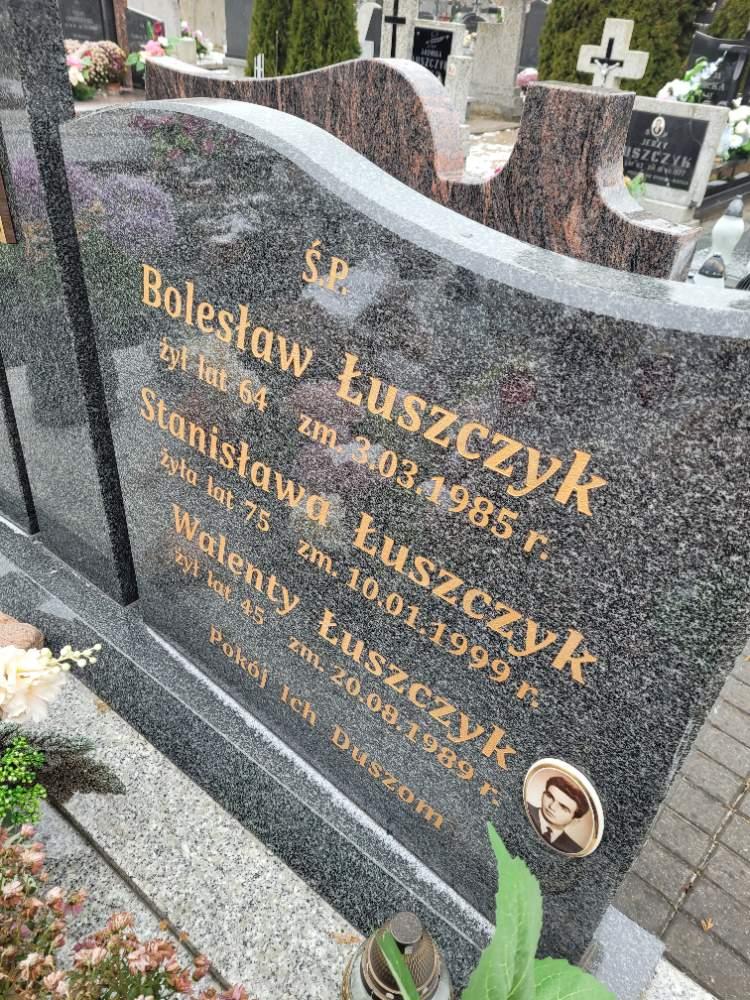 Ś.P.
Bolesław Łuszczyk
żył lat 64 zm. 3.03.1985 r.
Stanisława Łuszczyk
żyła lat 75 zm. 10.01.1999 r.
Walenty Łuszczyk
żył lat 45 zm. 20.08.1989 r.
Pokój Ich Duszom
JERZY